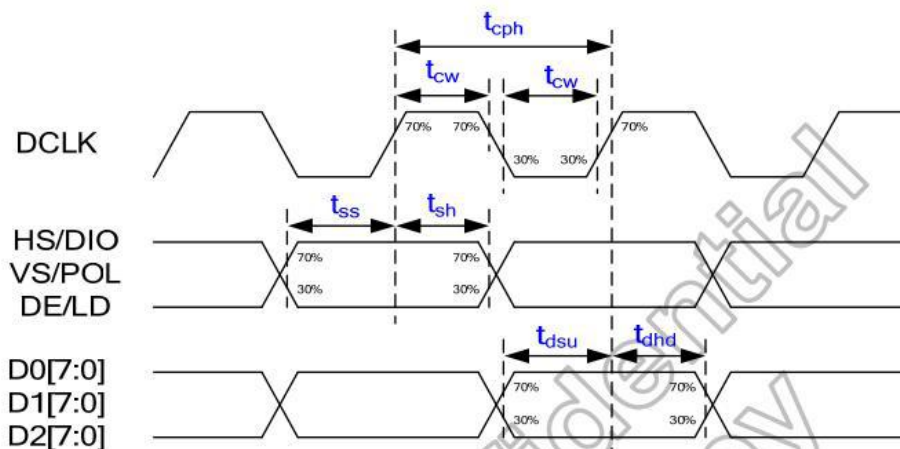 tcph
tcw tcw
DCLK 70% 70% 30% 30% 70%
tss tsh
HS/DIO
VS/POL
DE/LD
70% 70%
30% 30%
tdsu tdhd
D0[7:0]
D1[7:0]
D2[7:0]
70% 70%
30% 30%